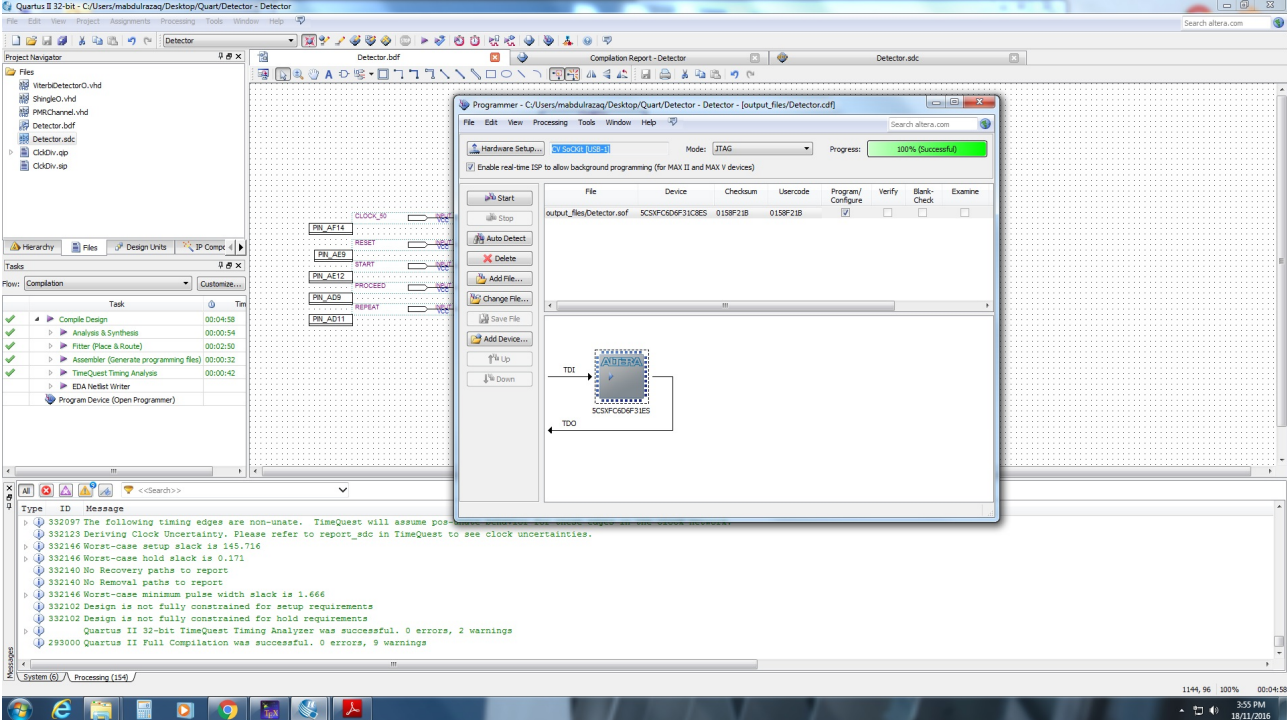 Quartus II 32-bit - C:/Users/mabdulrazaq/Desktop/Quart/Detector - Detector
File Edit View Project Assignments Processing Tools Window Help
Search altera.com
Detector
Project Navigator
Files
ViterbiDetectorO.vhd
ShingleO.vhd
PMRChannel.vhd
Detector.bdf
Detector.sdc
ClckDiv.qip
ClckDiv.sip
Hierarchy Files Design Units IP Compc
Tasks
Flow: Compilation Customize...
Task Tim
Compile Design 00:04:58
Analysis & Synthesis 00:00:54
Fitter (Place & Route) 00:02:50
Assembler (Generate programming files) 00:00:32
TimeQuest Timing Analysis 00:00:42
EDA Netlist Writer
Program Device (Open Programmer)
Detector.bdf Compilation Report - Detector Detector.sdc
CLOCK_50
PIN_AF14
RESET
PIN_AE9
START
PIN_AE12
PROCEED
PIN_AD9
REPEAT
PIN_AD11
Programmer - C:/Users/mabdulrazaq/Desktop/Quart/Detector - Detector - [output_files/Detector.cdf]
File Edit View Processing Tools Window Help
Search altera.com
Hardware Setup... CV SoCKit [USB-1] Mode: JTAG Progress: 100% (Successful)
Enable real-time ISP to allow background programming (for MAX II and MAX V devices)
Start
Stop
Auto Detect
Delete
Add File...
Change File...
Save File
Add Device...
Up
Down
File Device Checksum Usercode Program/ Configure Verify Blank- Check Examine
output_files/Detector.sof 5CSXFC6D6F31C8ES 0158F21B 0158F21B
TDI
ALTERA
5CSXFC6D6F31ES
TDO
All <<Search>>
Type ID Message
332097 The following timing edges are non-unate. TimeQuest will assume pos-
332123 Deriving Clock Uncertainty. Please refer to report_sdc in TimeQuest to see clock uncertainties.
332146 Worst-case setup slack is 145.716
332146 Worst-case hold slack is 0.171
332140 No Recovery paths to report
332140 No Removal paths to report
332146 Worst-case minimum pulse width slack is 1.666
332102 Design is not fully constrained for setup requirements
332102 Design is not fully constrained for hold requirements
Quartus II 32-bit TimeQuest Timing Analyzer was successful. 0 errors, 2 warnings
293000 Quartus II Full Compilation was successful. 0 errors, 9 warnings
Messages
System (6) Processing (154)
1144, 96 100% 00:04:58
3:55 PM
18/11/2016